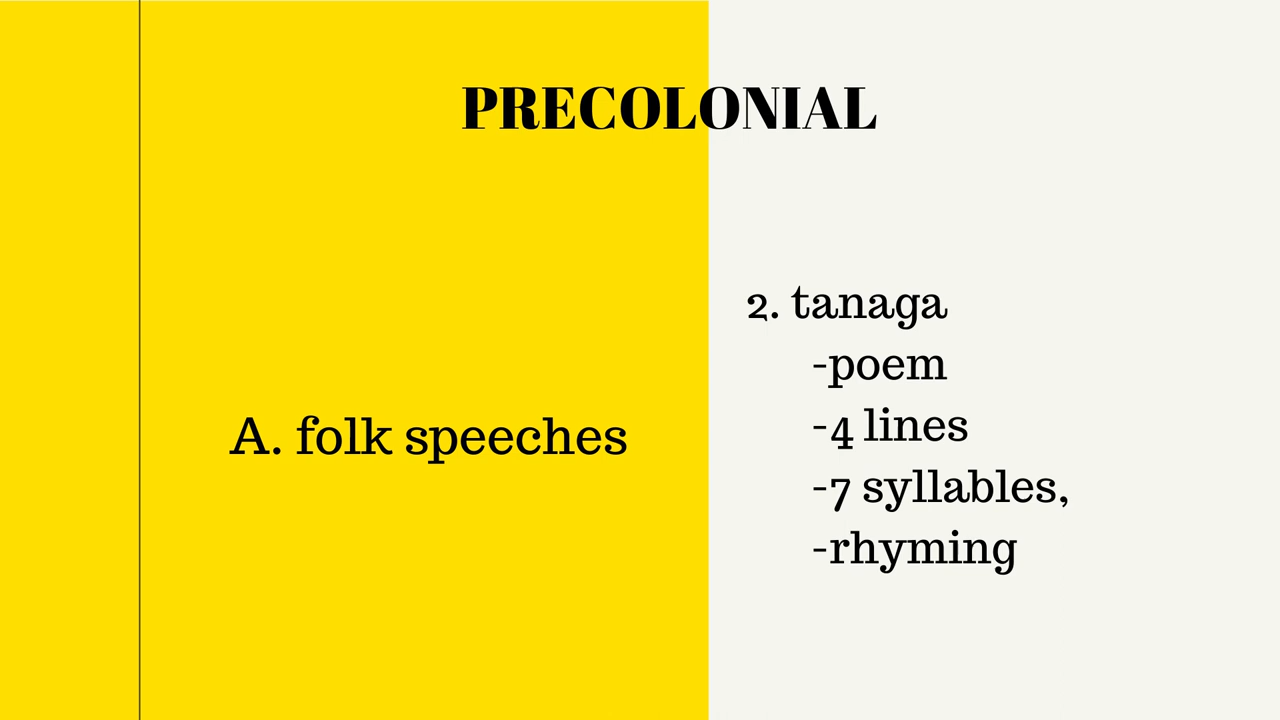 PRECOLONIAL
A. folk speeches
2. tanaga
-poem
-4 lines
-7 syllables,
-rhyming